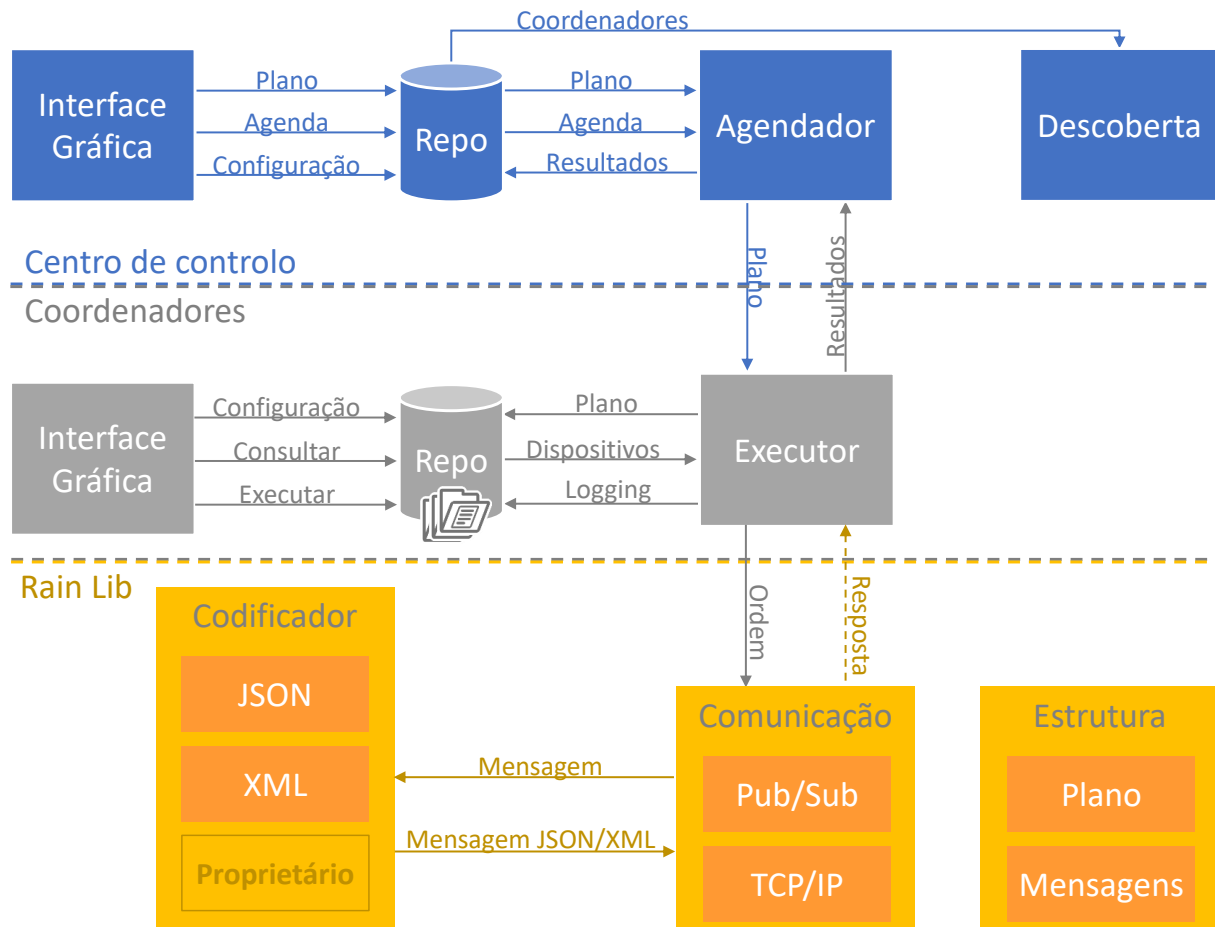 Coordenadores
Interface
Gráfica
Plano
Agenda
Configuração
Repo
Plano
Agenda
Resultados
Agendador
Descoberta
Centro de controlo
Plano
Resultados
Coordenadores
Interface
Gráfica
Configuração
Consultar
Executar
Repo
Plano
Dispositivos
Logging
Executor
Rain Lib
Ordem
Resposta
Codificador
JSON
XML
Proprietário
Mensagem
Mensagem JSON/XML
Comunicação
Pub/Sub
TCP/IP
Estrutura
Plano
Mensagens